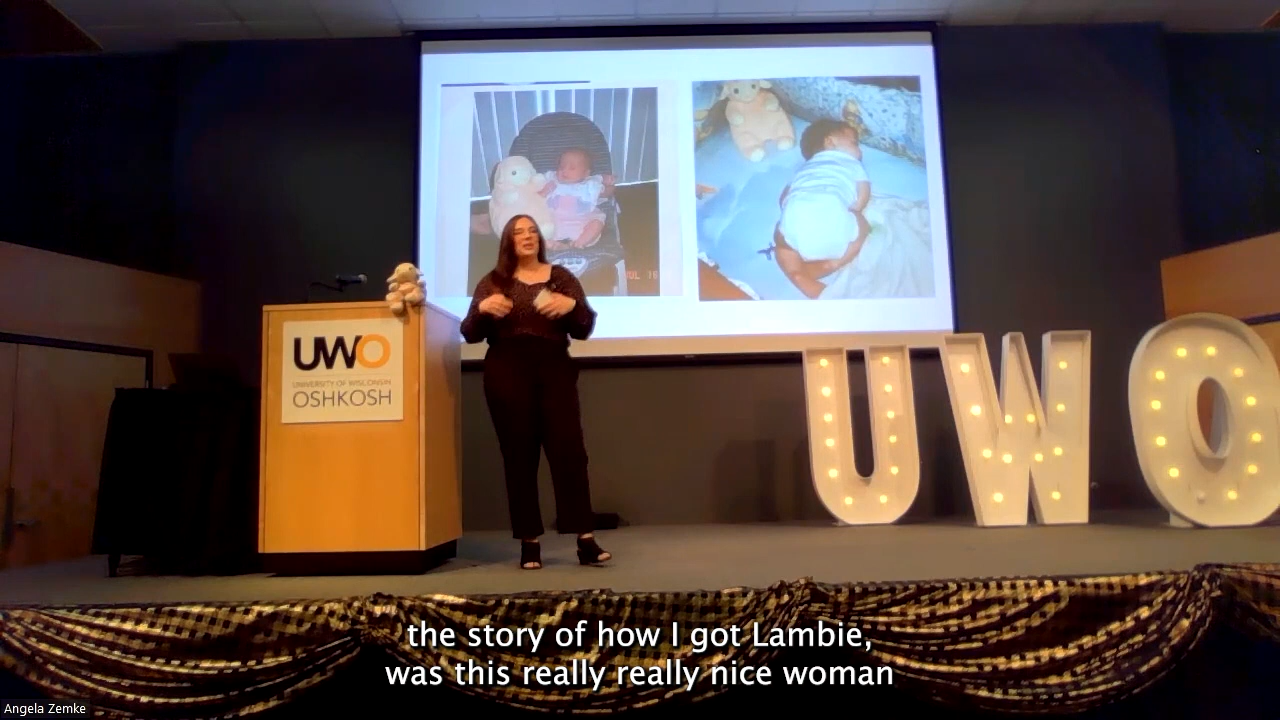 UWO
UNIVERSITY OF WISCONSIN
OSHKOSH
UWO
the story of how I got Lambie,
was this really really nice woman
Angela Zemke